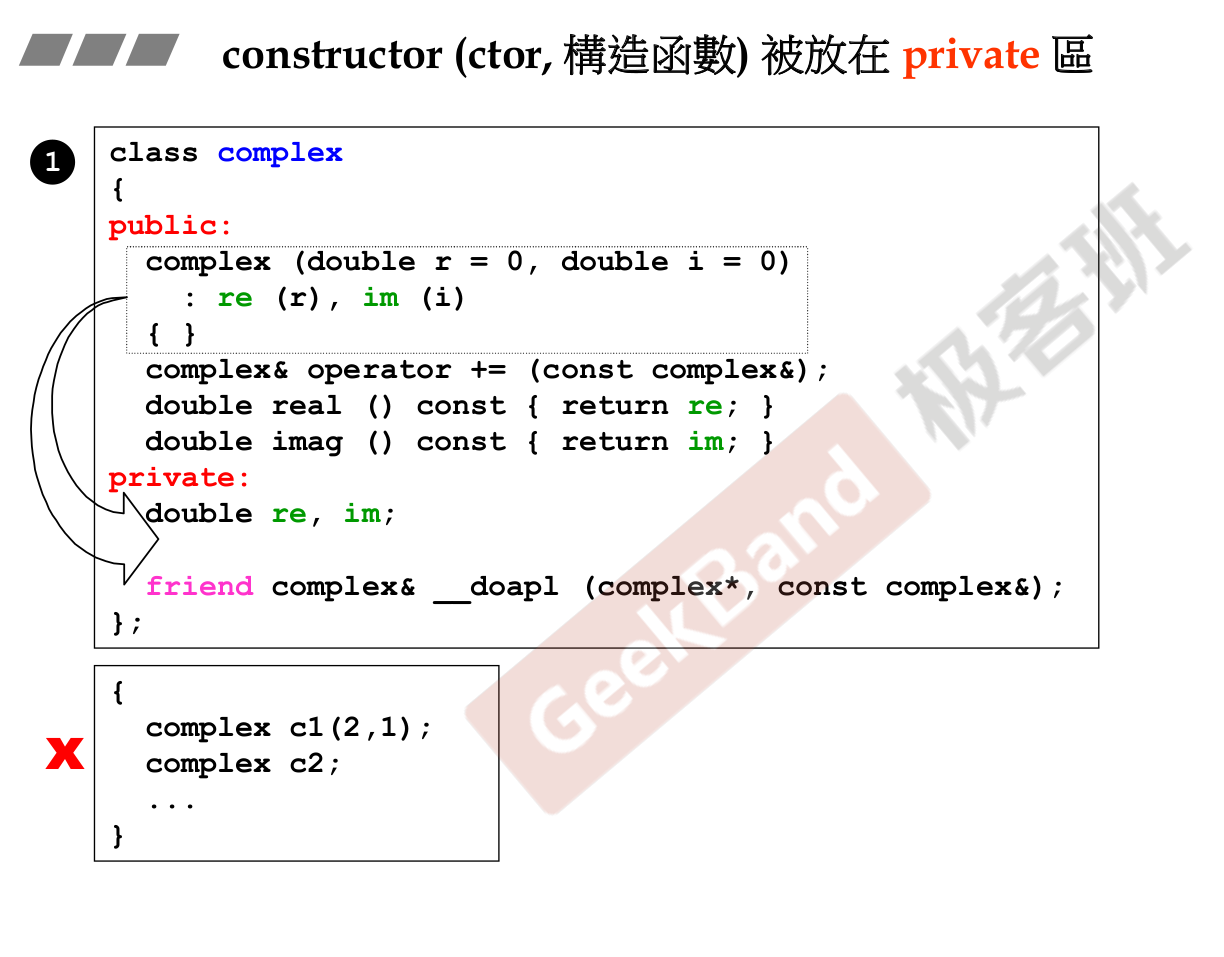 constructor (ctor, 構造函數) 被放在 private 區
1
class complex
{
public:
complex (double r = 0, double i = 0)
: re (r), im (i)
{ }
complex& operator += (const complex&);
double real () const { return re; }
double imag () const { return im; }
private:
double re, im;
friend complex& __doapl (complex*, const complex&);
};
{
complex c1(2,1);
complex c2;
...
}
x
GeekBand 极客班